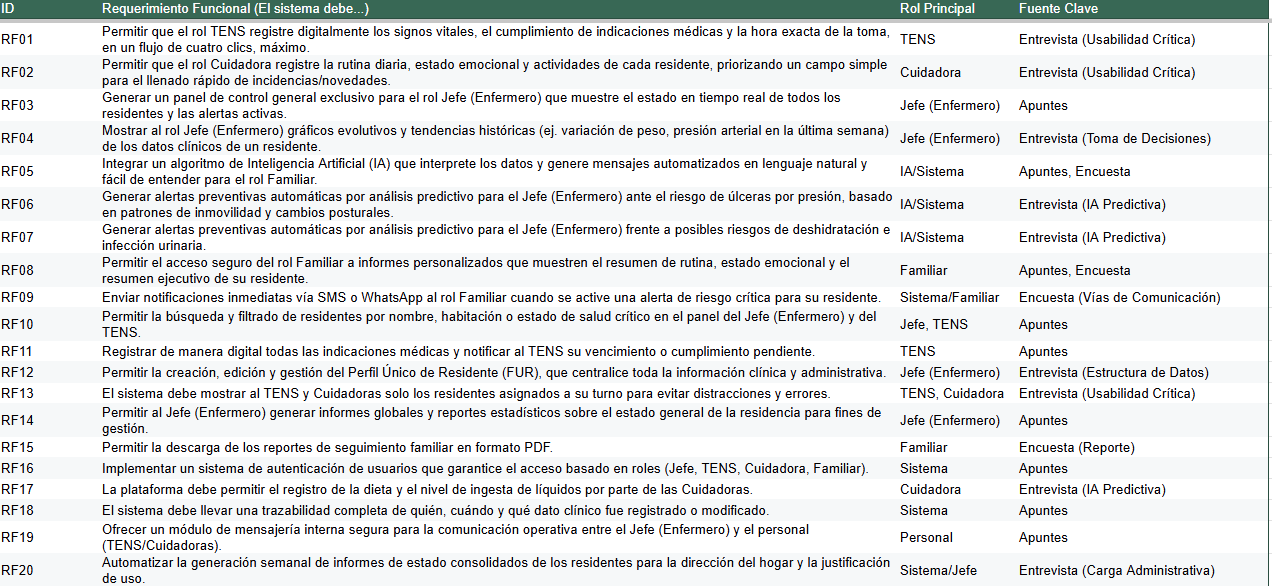 ID Requerimiento Funcional (El sistema debe...) Rol Principal Fuente Clave
RF01 Permitir que el rol TENS registre digitalmente los signos vitales, el cumplimiento de indicaciones médicas y la hora exacta de la toma,
en un flujo de cuatro clics, máximo. TENS Entrevista (Usabilidad Crítica)
RF02 Permitir que el rol Cuidadora registre la rutina diaria, estado emocional y actividades de cada residente, priorizando un campo simple
para el llenado rápido de incidencias/novedades. Cuidadora Entrevista (Usabilidad Crítica)
RF03 Generar un panel de control general exclusivo para el rol Jefe (Enfermero) que muestre el estado en tiempo real de todos los
residentes y las alertas activas. Jefe (Enfermero) Apuntes
RF04 Mostrar al rol Jefe (Enfermero) gráficos evolutivos y tendencias históricas (ej. variación de peso, presión arterial en la última semana)
de los datos clínicos de un residente. Jefe (Enfermero) Entrevista (Toma de Decisiones)
RF05 Integrar un algoritmo de Inteligencia Artificial (IA) que interprete los datos y genere mensajes automatizados en lenguaje natural y
fácil de entender para el rol Familiar. IA/Sistema Apuntes, Encuesta
RF06 Generar alertas preventivas automáticas por análisis predictivo para el Jefe (Enfermero) ante el riesgo de úlceras por presión, basado
en patrones de inmovilidad y cambios posturales. IA/Sistema Entrevista (IA Predictiva)
RF07 Generar alertas preventivas automáticas por análisis predictivo para el Jefe (Enfermero) frente a posibles riesgos de deshidratación e
infección urinaria. IA/Sistema Entrevista (IA Predictiva)
RF08 Permitir el acceso seguro del rol Familiar a informes personalizados que muestren el resumen de rutina, estado emocional y el
resumen ejecutivo de su residente. Familiar Apuntes, Encuesta
RF09 Enviar notificaciones inmediatas vía SMS o WhatsApp al rol Familiar cuando se active una alerta de riesgo crítica para su residente. Sistema/Familiar Encuesta (Vías de Comunicación)
RF10 Permitir la búsqueda y filtrado de residentes por nombre, habitación o estado de salud crítico en el panel del Jefe (Enfermero) y del
TENS. Jefe, TENS Apuntes
RF11 Registrar de manera digital todas las indicaciones médicas y notificar al TENS su vencimiento o cumplimiento pendiente. TENS Apuntes
RF12 Permitir la creación, edición y gestión del Perfil Único de Residente (FUR), que centralice toda la información clínica y administrativa. Jefe (Enfermero) Entrevista (Estructura de Datos)
RF13 El sistema debe mostrar al TENS y Cuidadoras solo los residentes asignados a su turno para evitar distracciones y errores. TENS, Cuidadora Entrevista (Usabilidad Crítica)
RF14 Permitir al Jefe (Enfermero) generar informes globales y reportes estadísticos sobre el estado general de la residencia para fines de
gestión. Jefe (Enfermero) Apuntes
RF15 Permitir la descarga de los reportes de seguimiento familiar en formato PDF. Familiar Encuesta (Reporte)
RF16 Implementar un sistema de autenticación de usuarios que garantice el acceso basado en roles (Jefe, TENS, Cuidadora, Familiar). Sistema Apuntes
RF17 La plataforma debe permitir el registro de la dieta y el nivel de ingesta de líquidos por parte de las Cuidadoras. Cuidadora Entrevista (IA Predictiva)
RF18 El sistema debe llevar una trazabilidad completa de quién, cuándo y qué dato clínico fue registrado o modificado. Sistema Apuntes
RF19 Ofrecer un módulo de mensajería interna segura para la comunicación operativa entre el Jefe (Enfermero) y el personal
(TENS/Cuidadoras). Personal Apuntes
RF20 Automatizar la generación semanal de informes de estado consolidados de los residentes para la dirección del hogar y la justificación
de uso. Sistema/Jefe Entrevista (Carga Administrativa)